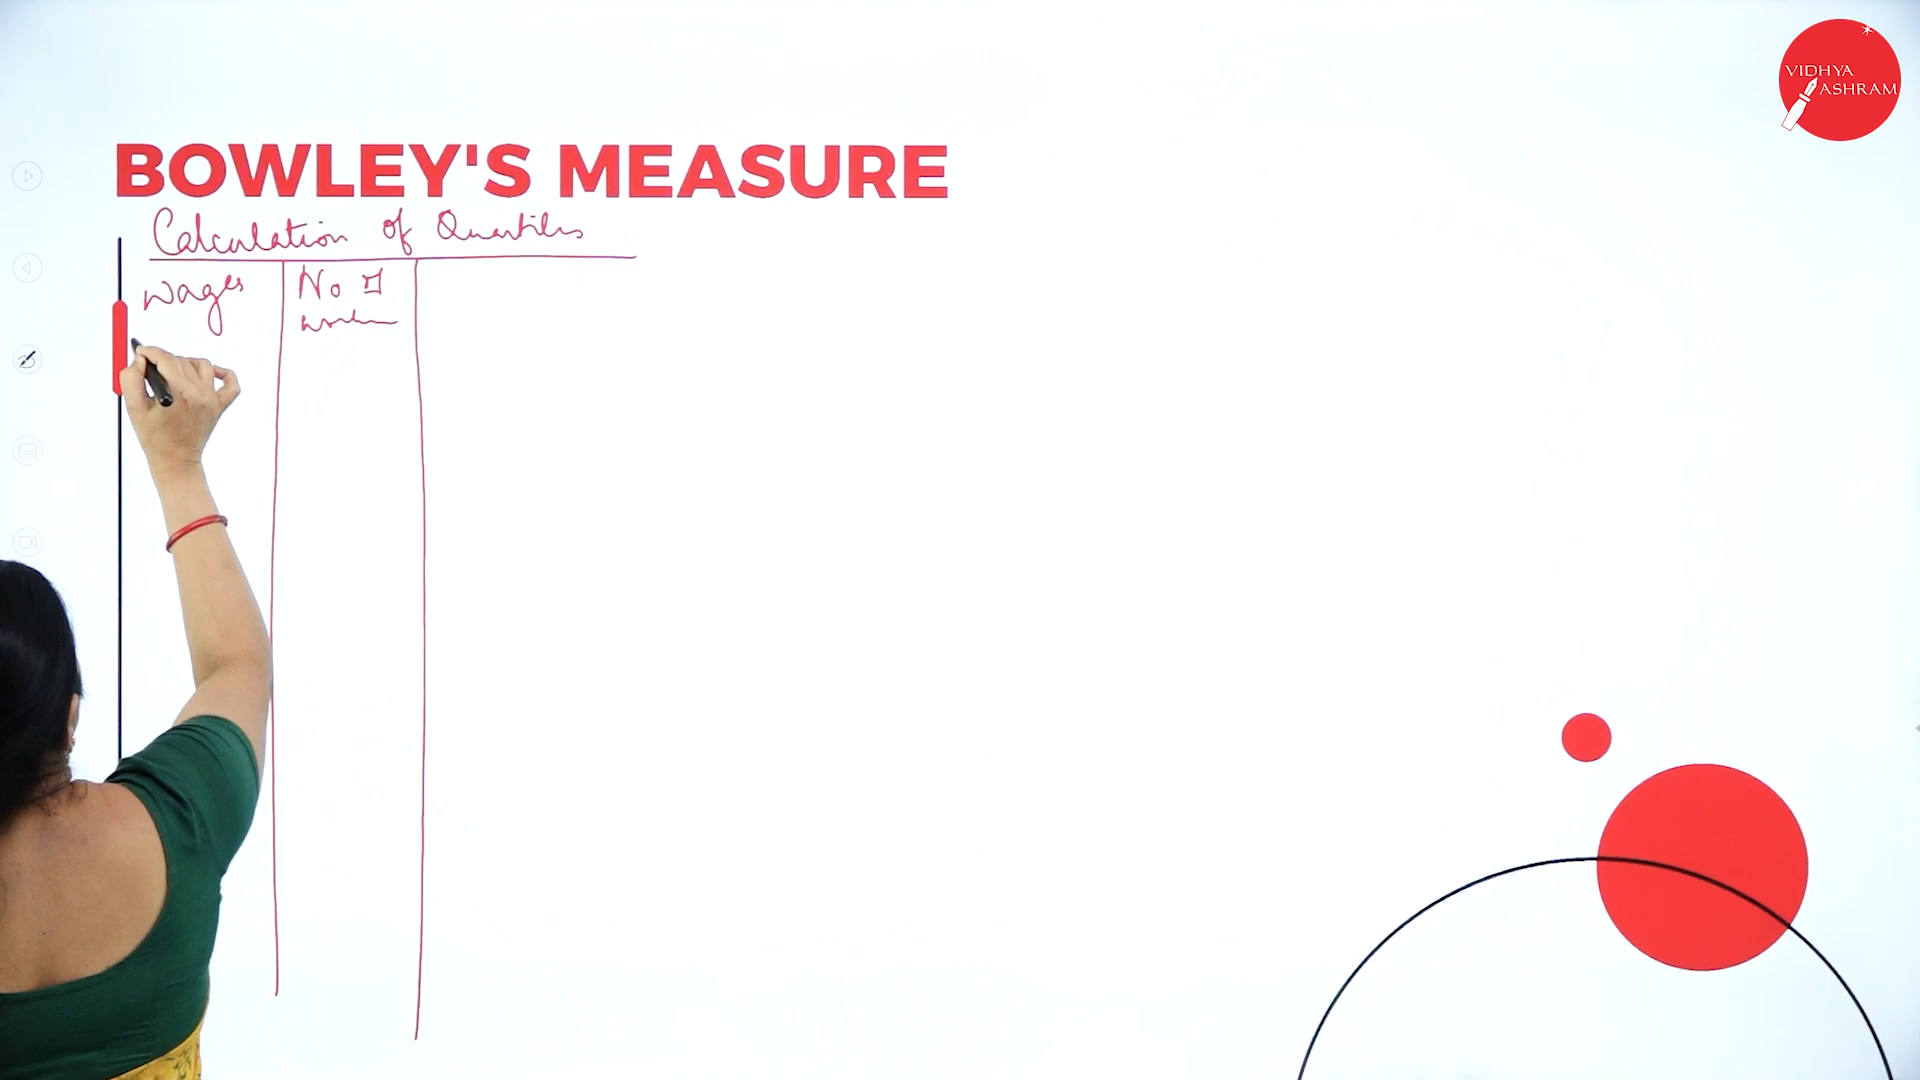 VIDHYA
ASHRAM
BOWLEY'S MEASURE
Calculation of Quartiles
Wages
No of